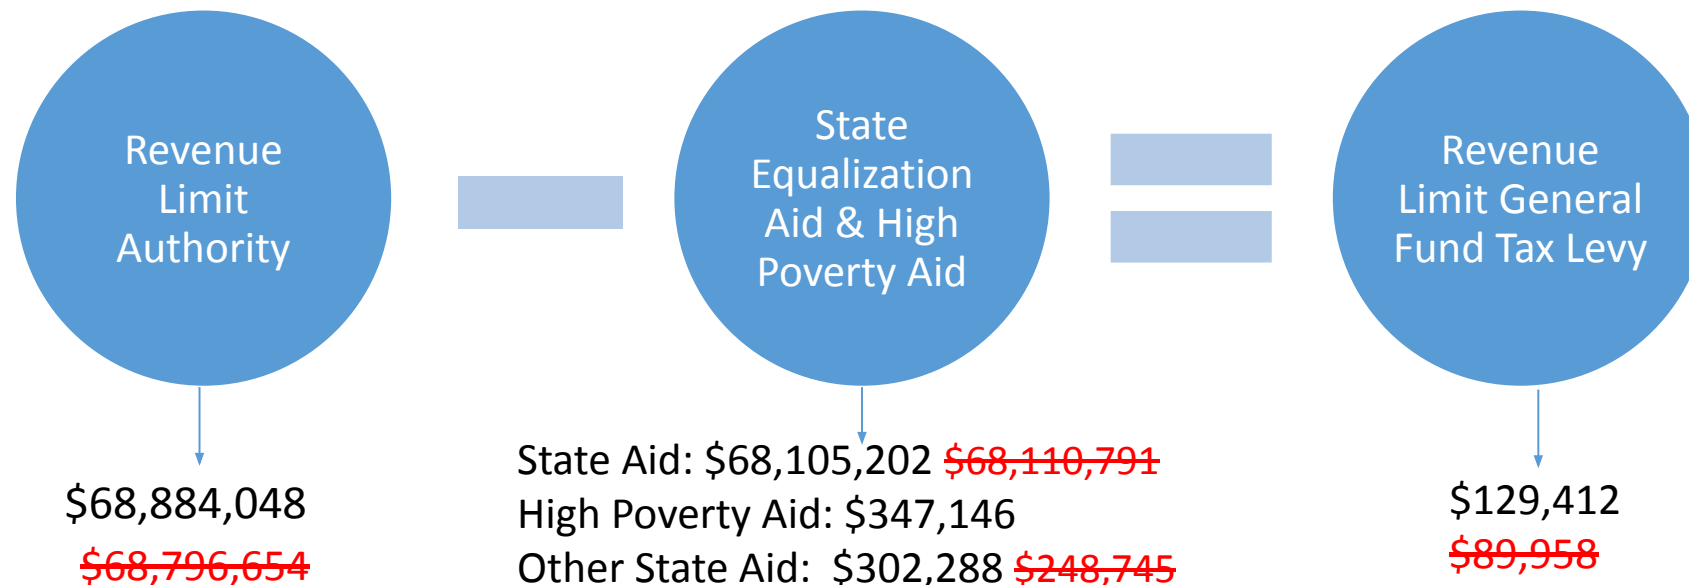 Revenue
Limit
Authority
State
Equalization
Aid & High
Poverty Aid
Revenue
Limit General
Fund Tax Levy
$68,884,048
$68,796,654
State Aid: $68,105,202 $68,110,791
High Poverty Aid: $347,146
Other State Aid: $302,288 $248,745
$129,412
$89,958